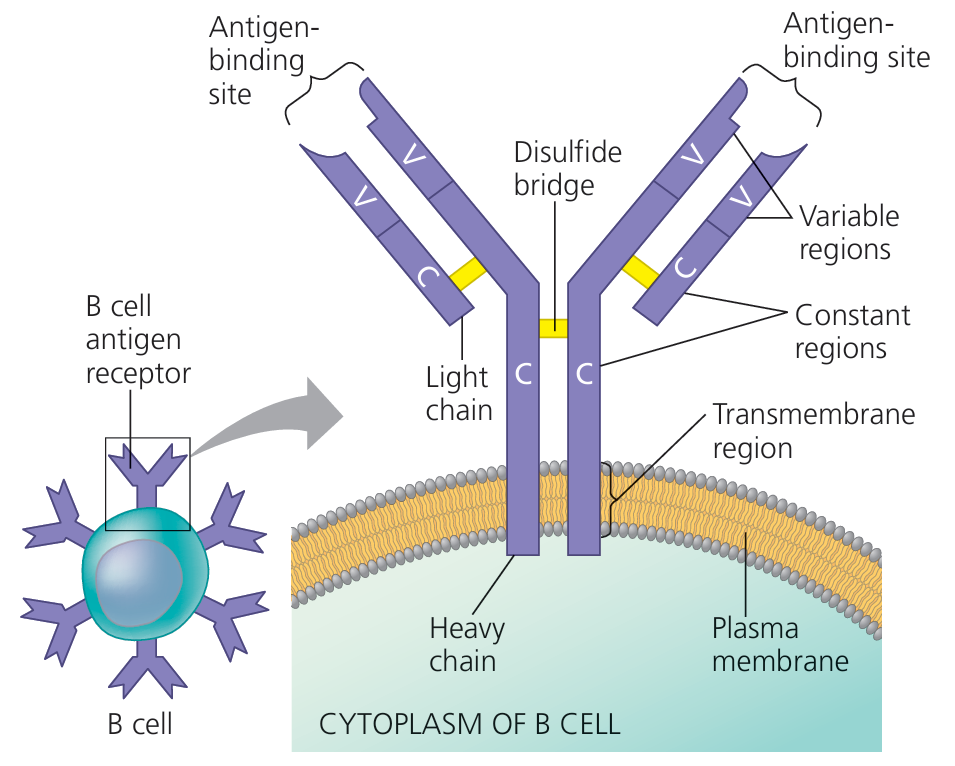 Antigen-
binding
site
Antigen-
binding site
V
V
C
Disulfide
bridge
V
V
C
Variable
regions
B cell
antigen
receptor
Light
chain
C
C
Constant
regions
Transmembrane
region
Heavy
chain
Plasma
membrane
B cell
CYTOPLASM OF B CELL